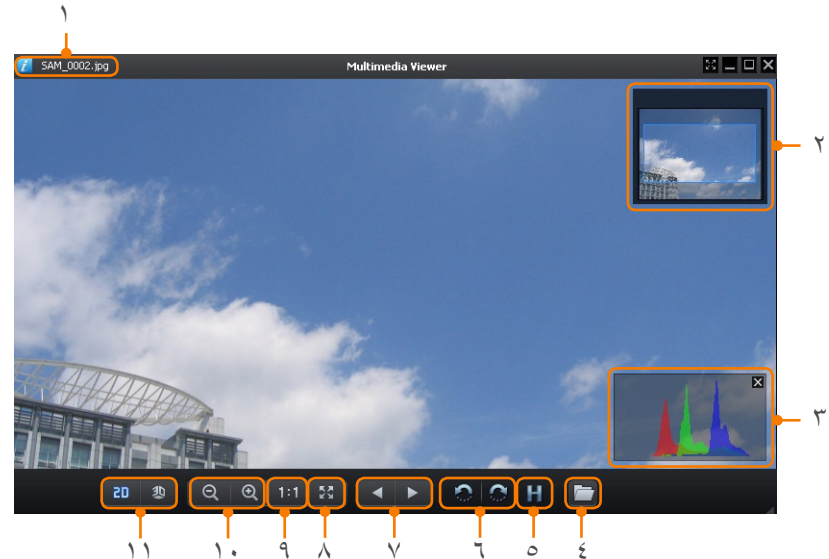 ١
SAM_0002.jpg
Multimedia Viewer
٢
٣
2D 3D 1:1 H
١١ ١٠ ٩ ٨ ٧ ٦ ٥ ٤